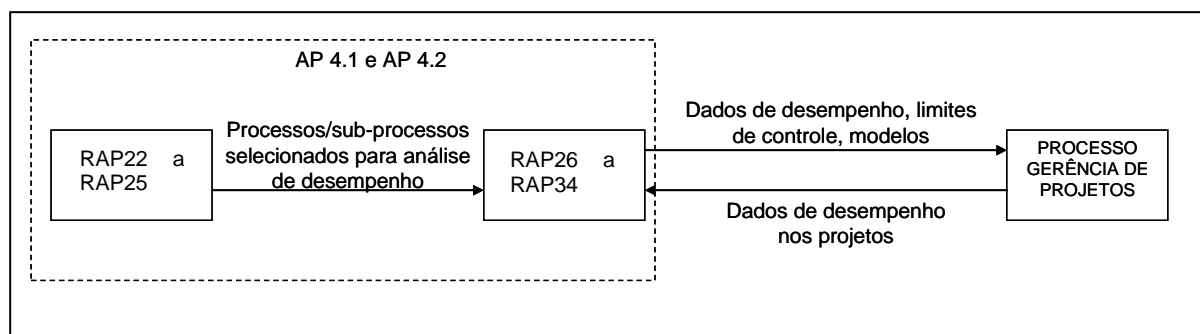 AP 4.1 e AP 4.2
RAP22 a
RAP25
Processos/sub-processos
selecionados para análise
de desempenho
RAP26 a
RAP34
Dados de desempenho, limites
de controle, modelos
Dados de desempenho
nos projetos
PROCESSO
GERÊNCIA DE
PROJETOS